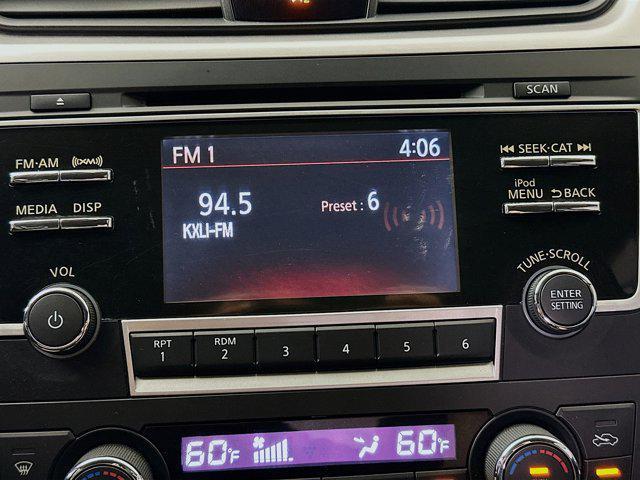 SCAN
FM·AM ((XM))
MEDIA DISP
VOL
FM 1 4:06
94.5 Preset : 6
KXLI-FM
SEEK·CAT
iPod
MENU BACK
TUNE·SCROLL
ENTER
SETTING
RPT RDM
1 2 3 4 5 6
60°F 60°F